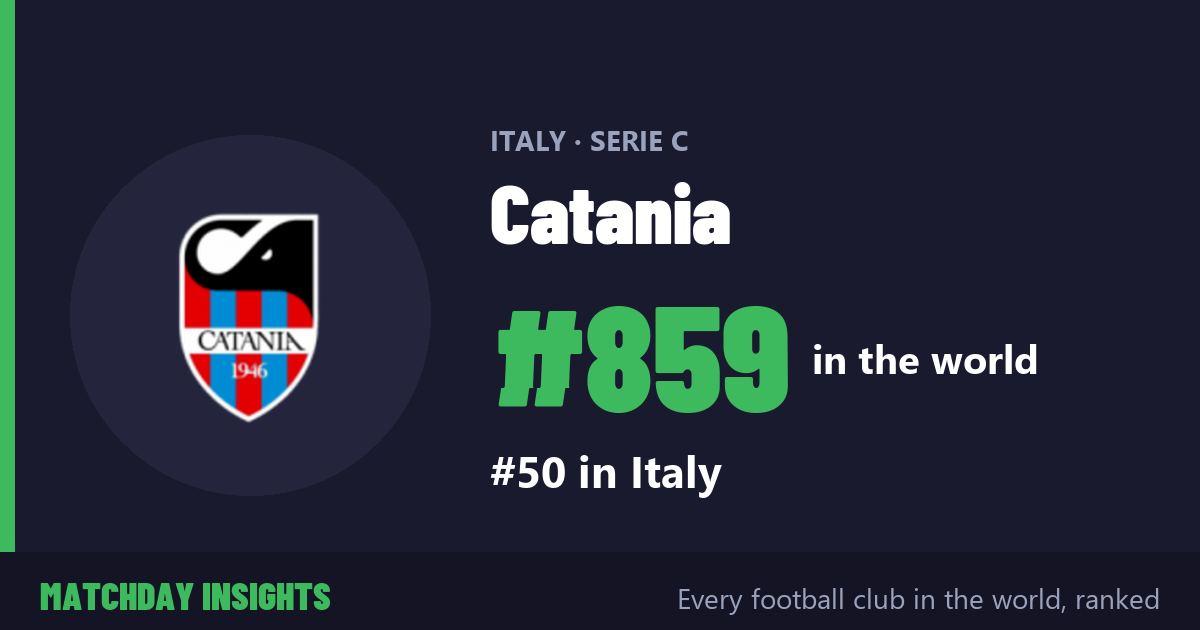 ITALY · SERIE C
Catania
#859 in the world
#50 in Italy
CATANIA
1946
MATCHDAY INSIGHTS
Every football club in the world, ranked